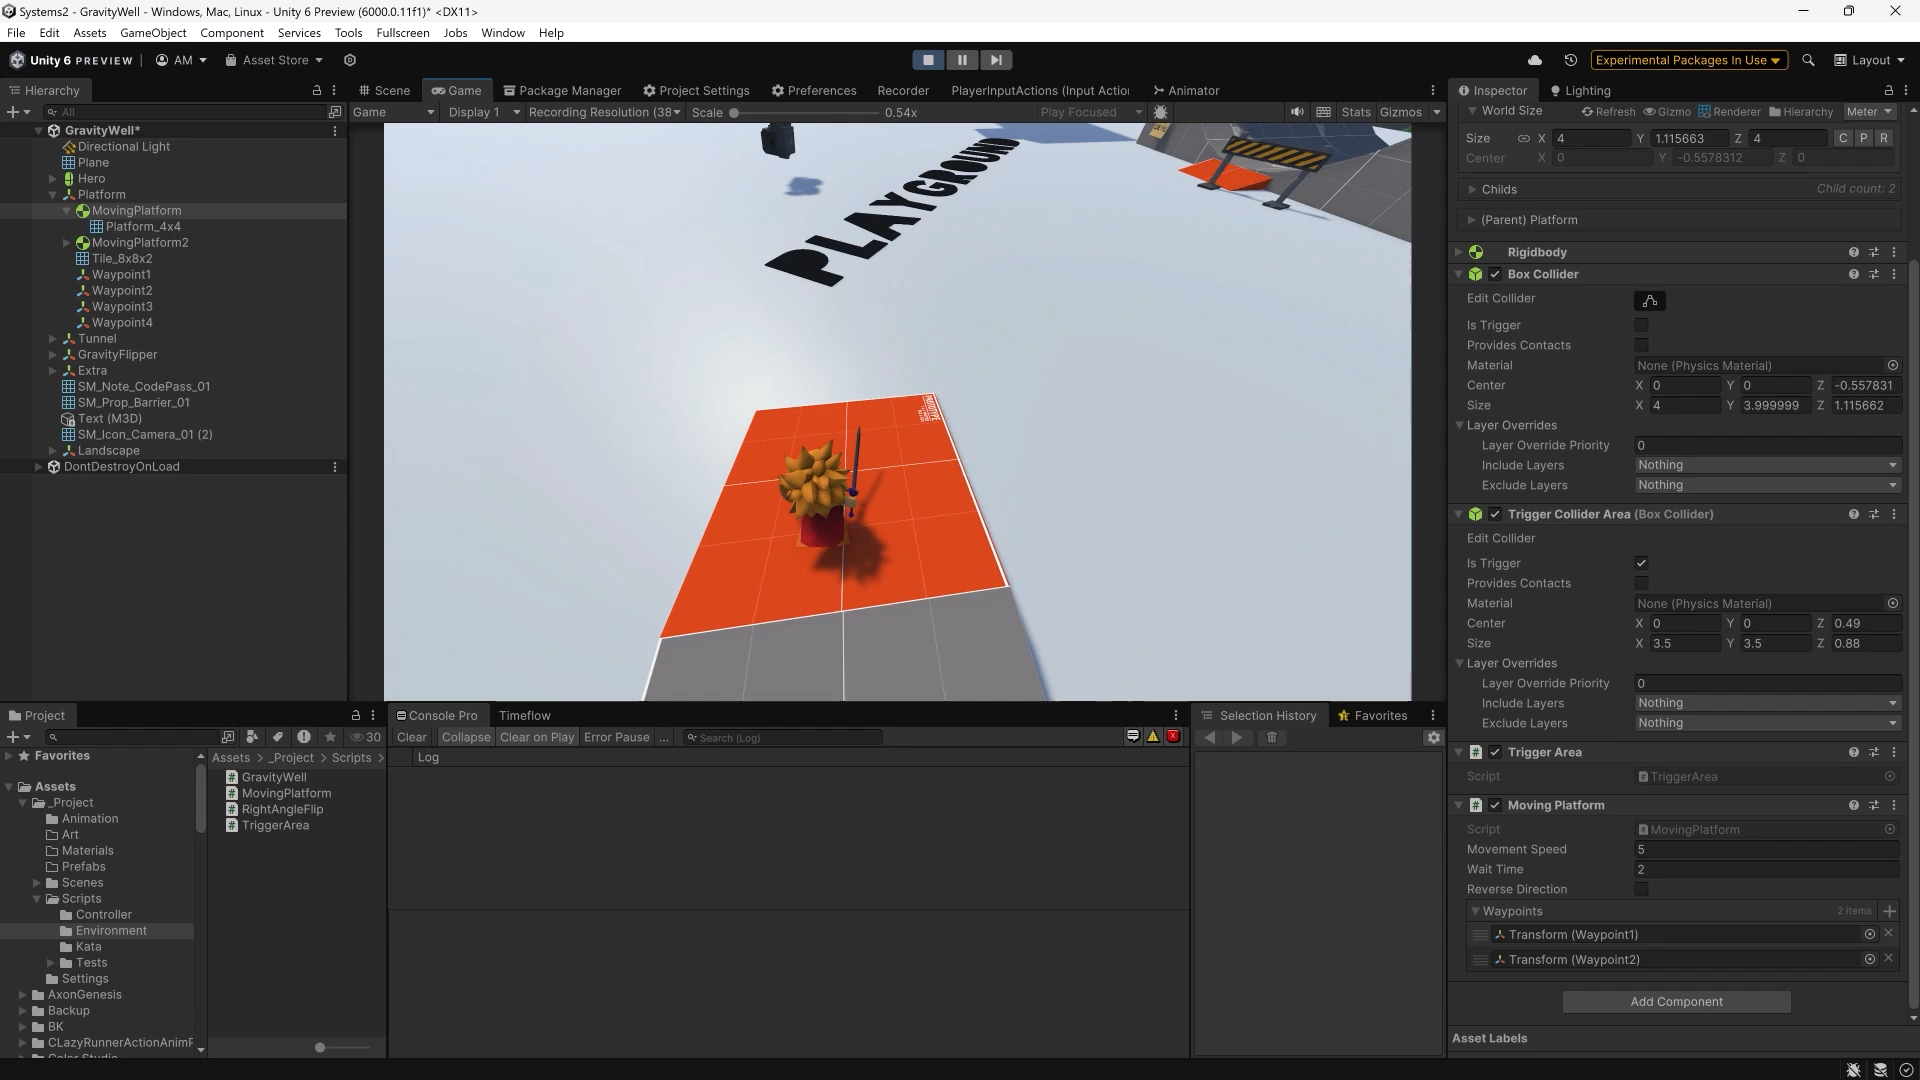 Systems2 - GravityWell - Windows, Mac, Linux - Unity 6 Preview (6000.0.11f1)* <DX11>
File Edit Assets GameObject Component Services Tools Fullscreen Jobs Window Help
Unity 6 PREVIEW AM Asset Store Experimental Packages In Use Layout
Hierarchy
All
GravityWell*
Directional Light
Plane
Hero
Platform
MovingPlatform
Platform_4x4
MovingPlatform2
Tile_8x8x2
Waypoint1
Waypoint2
Waypoint3
Waypoint4
Tunnel
GravityFlipper
Extra
SM_Note_CodePass_01
SM_Prop_Barrier_01
Text (M3D)
SM_Icon_Camera_01 (2)
Landscape
DontDestroyOnLoad
Scene Game Package Manager Project Settings Preferences Recorder PlayerInputActions (Input Action Animator
Game Display 1 Recording Resolution (38 Scale 0.54x Play Focused Stats Gizmos
PLAYGROUND
Inspector Lighting
World Size Refresh Gizmo Renderer Hierarchy Meter
Size X 4 Y 1.115663 Z 4 C P R
Center X 0 Y -0.5578312 Z 0
Childs Child count: 2
(Parent) Platform
Rigidbody
Box Collider
Edit Collider
Is Trigger
Provides Contacts
Material None (Physics Material)
Center X 0 Y 0 Z -0.557831
Size X 4 Y 3.999999 Z 1.115662
Layer Overrides
Layer Override Priority 0
Include Layers Nothing
Exclude Layers Nothing
Trigger Collider Area (Box Collider)
Edit Collider
Is Trigger
Provides Contacts
Material None (Physics Material)
Center X 0 Y 0 Z 0.49
Size X 3.5 Y 3.5 Z 0.88
Layer Overrides
Layer Override Priority 0
Include Layers Nothing
Exclude Layers Nothing
Trigger Area
Script TriggerArea
Moving Platform
Script MovingPlatform
Movement Speed 5
Wait Time 2
Reverse Direction
Waypoints 2 items
Transform (Waypoint1)
Transform (Waypoint2)
Add Component
Asset Labels
Project
30
Favorites
Assets
_Project
Animation
Art
Materials
Prefabs
Scenes
Scripts
Controller
Environment
Kata
Tests
Settings
AxonGenesis
Backup
BK
CLazyRunnerActionAnimP
Assets > _Project > Scripts >
GravityWell
MovingPlatform
RightAngleFlip
TriggerArea
Console Pro Timeflow
Clear Collapse Clear on Play Error Pause ... Search (Log)
Log
Selection History Favorites